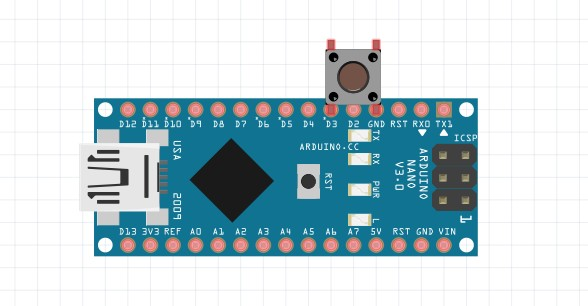 D12 D11 D10 D9 D8 D7 D6 D5 D4 D3 D2 GND RST RX0 TX1
USA
2009
ARDUINO.CC
RST
TX
RX
PWR
L
ARDUINO
NANO
V3.0
ICSP
1
D13 3V3 REF A0 A1 A2 A3 A4 A5 A6 A7 5V RST GND VIN